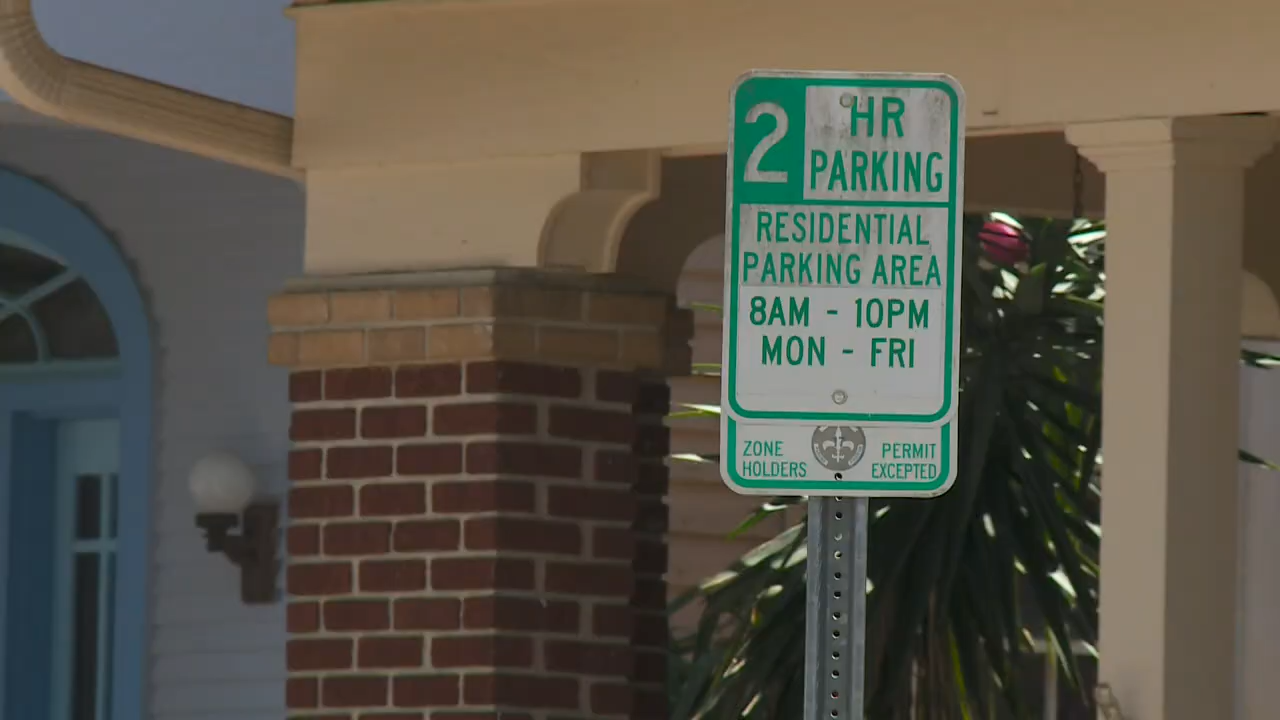 2 HR
PARKING
RESIDENTIAL
PARKING AREA
8AM - 10PM
MON - FRI
ZONE PERMIT
HOLDERS EXCEPTED